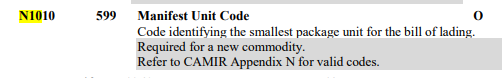 N1010 599 Manifest Unit Code O
Code identifying the smallest package unit for the bill of lading.
Required for a new commodity.
Refer to CAMIR Appendix N for valid codes.